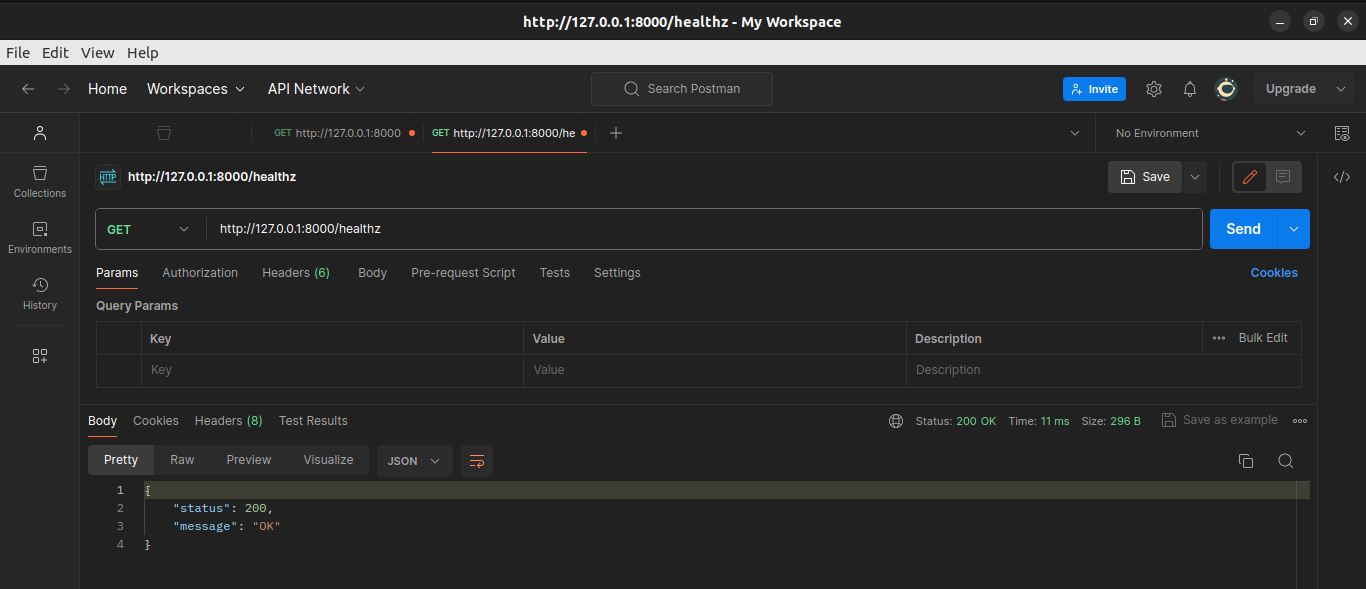 http://127.0.0.1:8000/healthz - My Workspace
File Edit View Help
Home Workspaces API Network Search Postman Invite Upgrade
GET http://127.0.0.1:8000 GET http://127.0.0.1:8000/he No Environment
HTTP http://127.0.0.1:8000/healthz Save
Collections
GET http://127.0.0.1:8000/healthz Send
Environments
Params Authorization Headers (6) Body Pre-request Script Tests Settings Cookies
History
Query Params
Key Value Description Bulk Edit
Key Value Description
Body Cookies Headers (8) Test Results Status: 200 OK Time: 11 ms Size: 296 B Save as example
Pretty Raw Preview Visualize JSON
1 {
2 "status": 200,
3 "message": "OK"
4 }